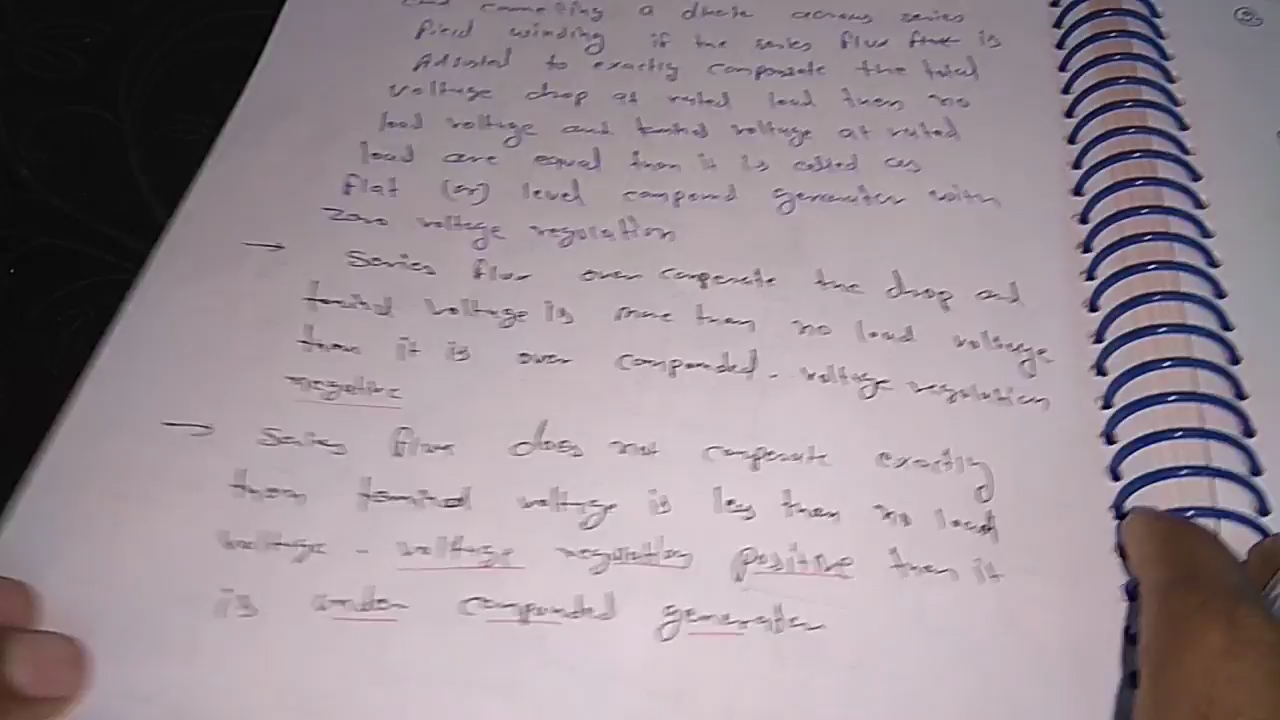 and connecting a divete across series
field winding if the series flux flux is
Adjusted to exactly compensate the total
voltage drop at rated load then no
load voltage and terminal voltage at rated
load are equal then it is called as
flat (or) level compound generator with
Zero voltage regulation
→ Series flux over compensate the drop and
terminal voltage is more than no load voltage
then it is over compounded - voltage regulation
negative
→ Series flux does not compensate exactly
then terminal voltage is less then no load
voltage - voltage regulation positive then it
is under compounded generator